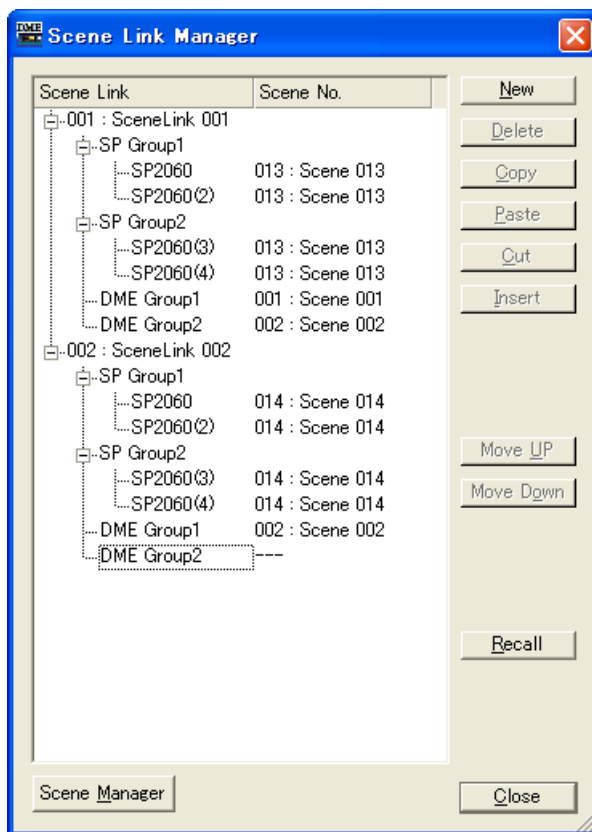 DME
Scene Link Manager
Scene Link Scene No.
001 : SceneLink 001
SP Group1
SP2060 013 : Scene 013
SP2060(2) 013 : Scene 013
SP Group2
SP2060(3) 013 : Scene 013
SP2060(4) 013 : Scene 013
DME Group1 001 : Scene 001
DME Group2 002 : Scene 002
002 : SceneLink 002
SP Group1
SP2060 014 : Scene 014
SP2060(2) 014 : Scene 014
SP Group2
SP2060(3) 014 : Scene 014
SP2060(4) 014 : Scene 014
DME Group1 002 : Scene 002
DME Group2 ---
New
Delete
Copy
Paste
Cut
Insert
Move UP
Move Down
Recall
Scene Manager
Close